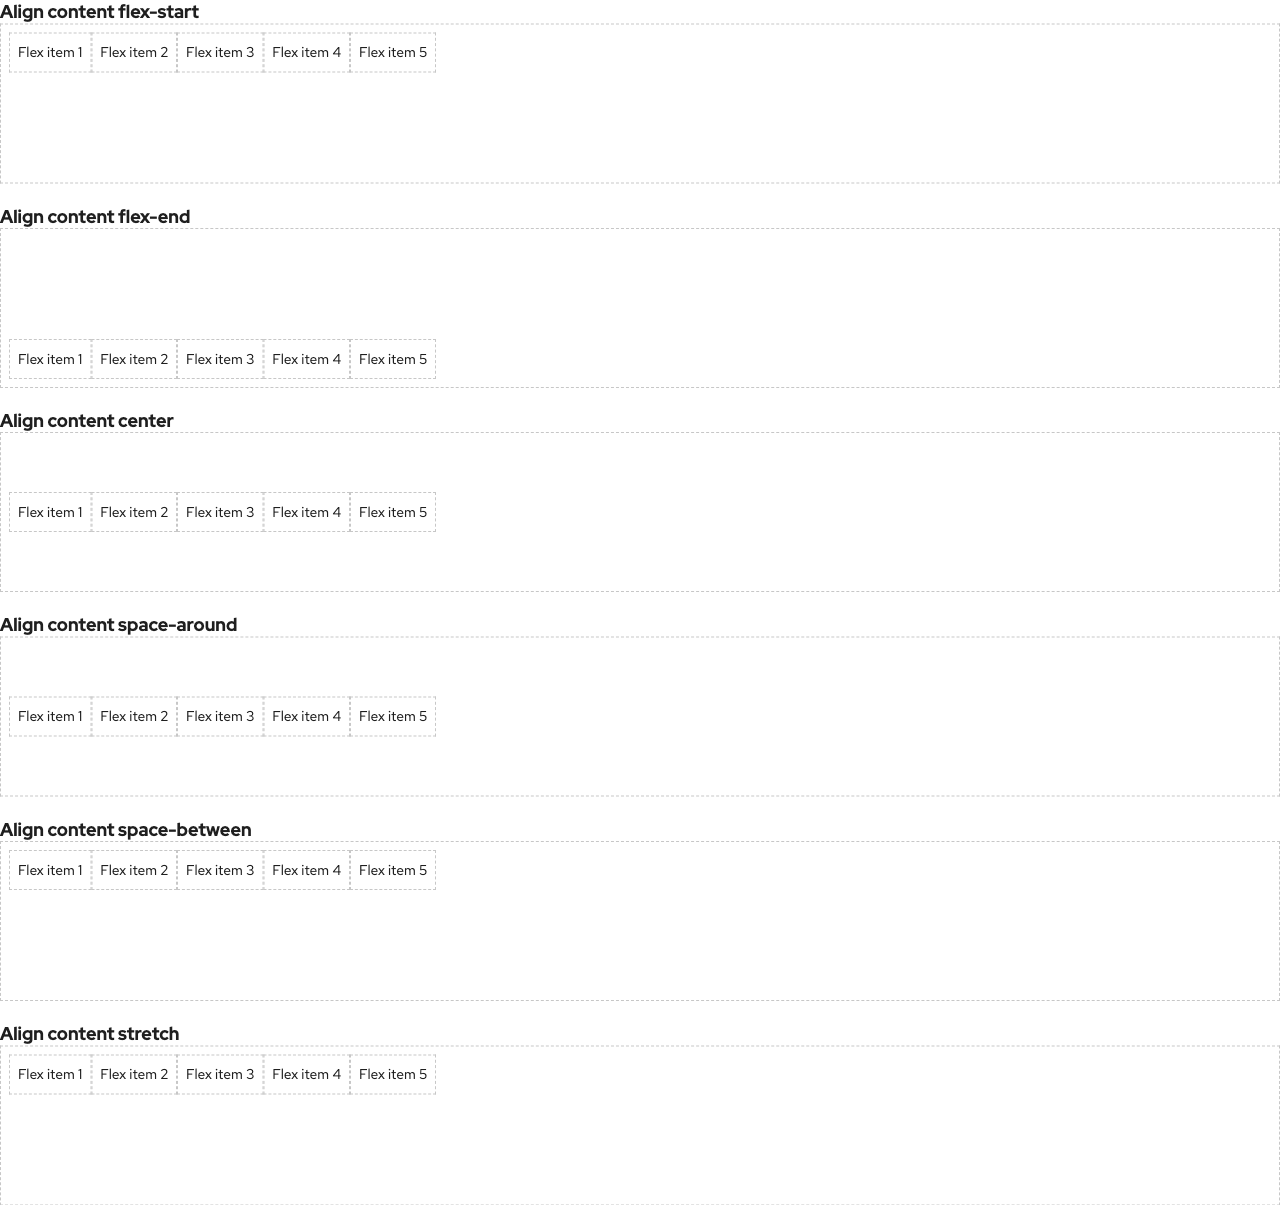 Align content flex-start
Flex item 1 Flex item 2 Flex item 3 Flex item 4 Flex item 5
Align content flex-end
Flex item 1 Flex item 2 Flex item 3 Flex item 4 Flex item 5
Align content center
Flex item 1 Flex item 2 Flex item 3 Flex item 4 Flex item 5
Align content space-around
Flex item 1 Flex item 2 Flex item 3 Flex item 4 Flex item 5
Align content space-between
Flex item 1 Flex item 2 Flex item 3 Flex item 4 Flex item 5
Align content stretch
Flex item 1 Flex item 2 Flex item 3 Flex item 4 Flex item 5